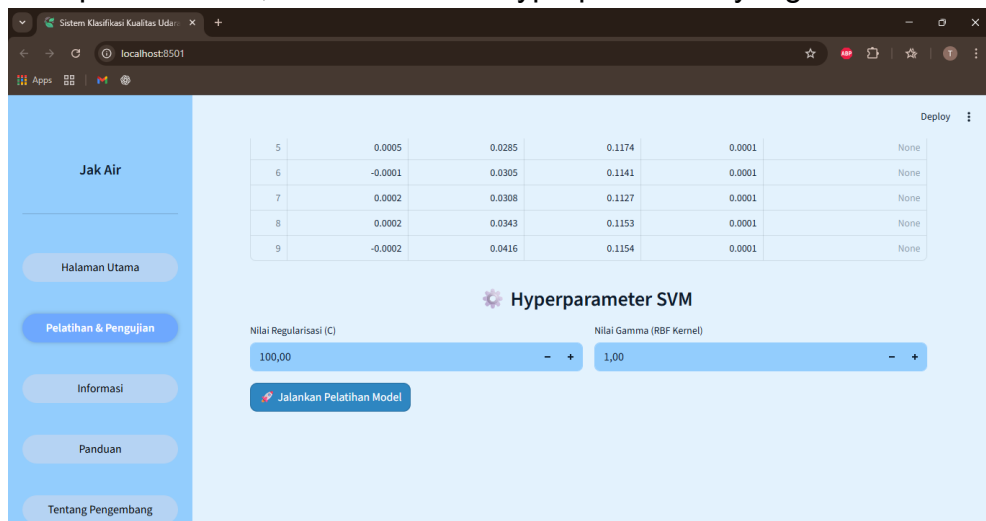 Sistem Klasifikasi Kualitas Udar
localhost:8501
ABP
T
Apps
Deploy
Jak Air
Halaman Utama
Pelatihan & Pengujian
Informasi
Panduan
Tentang Pengembang
5 0.0005 0.0285 0.1174 0.0001 None
6 -0.0001 0.0305 0.1141 0.0001 None
7 0.0002 0.0308 0.1127 0.0001 None
8 0.0002 0.0343 0.1153 0.0001 None
9 -0.0002 0.0416 0.1154 0.0001 None
Hyperparameter SVM
Nilai Regularisasi (C) Nilai Gamma (RBF Kernel)
100,00 - + 1,00 - +
Jalankan Pelatihan Model